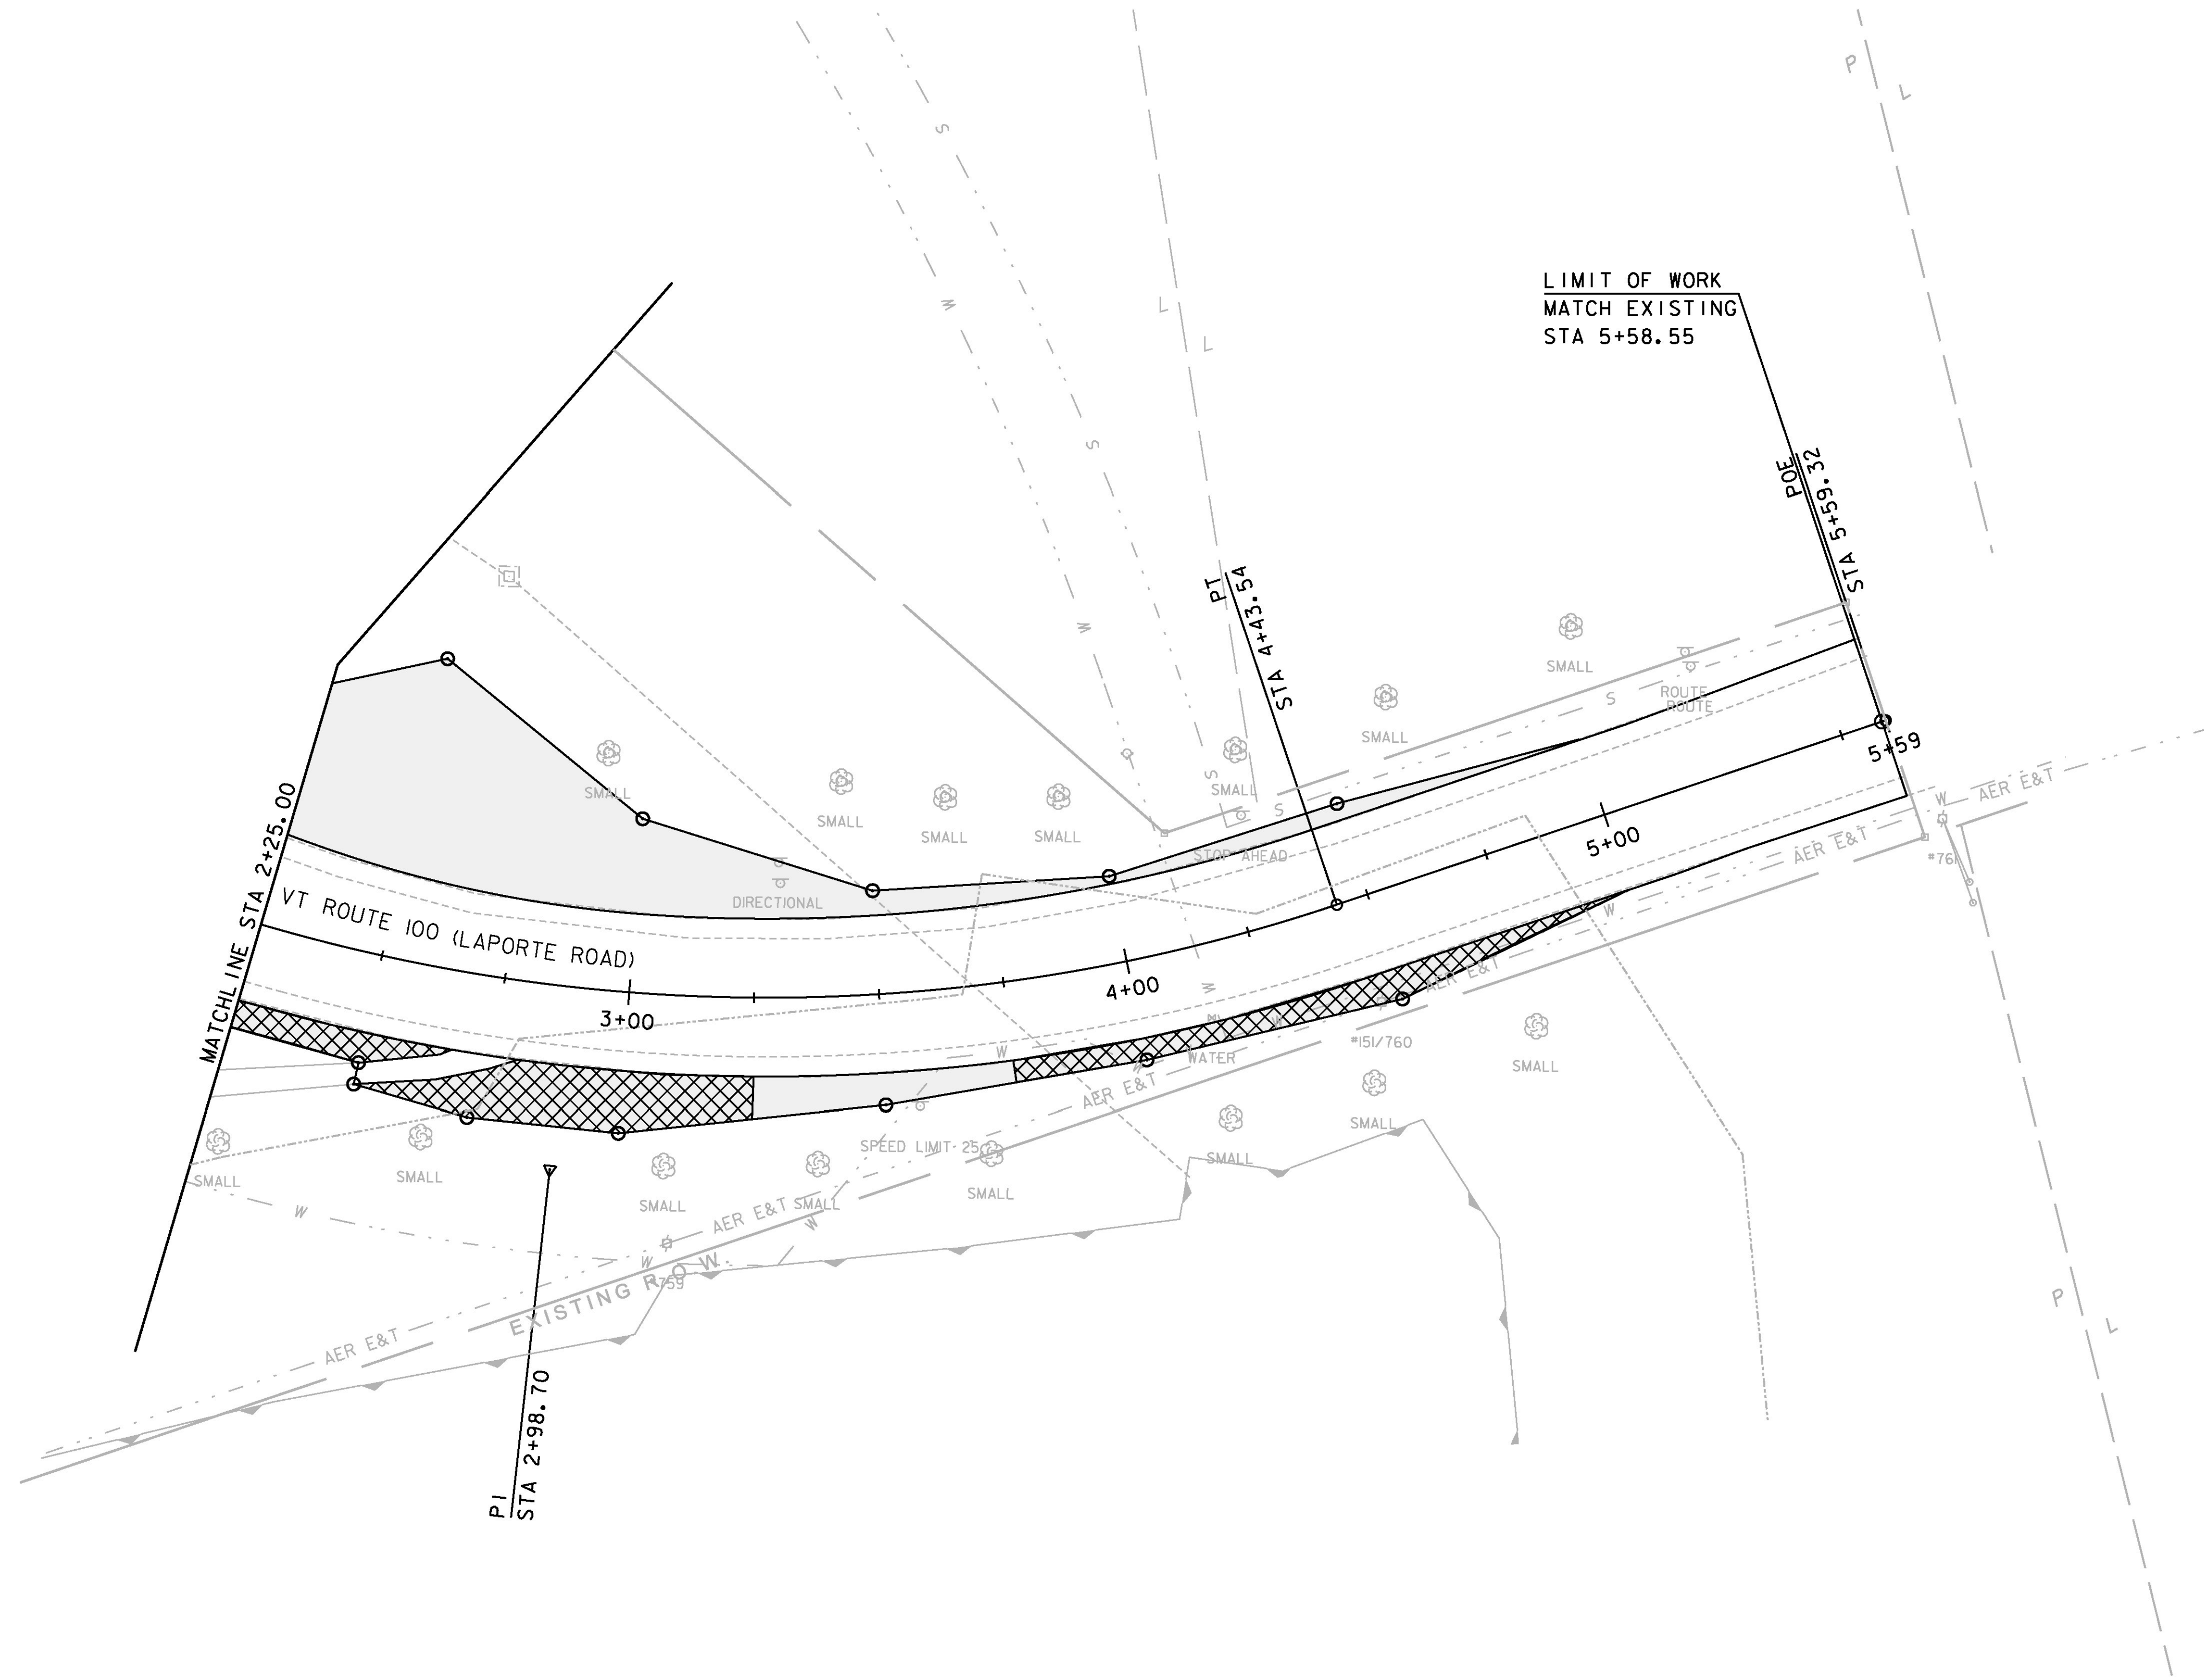 P
L
S
W
LIMIT OF WORK
MATCH EXISTING
STA 5+58.55
L
L
S
POE
STA 5+59.32
PT
STA 4+43.54
W
SMALL
SMALL
SMALL
SMALL
SMALL
SMALL
SMALL
SMALL
S
ROUTE
ROUTE
S
S
5+59
AER E&T
W
AER E&T
#761
5+00
STOP AHEAD
DIRECTIONAL
MATCHLINE STA 2+25.00
VT ROUTE 100 (LAPORTE ROAD)
3+00
4+00
W
W
AER E&T
W
W
WATER
W
#151/760
SMALL
AER E&T
SPEED LIMIT 25
SMALL
SMALL
SMALL
SMALL
SMALL
SMALL
SMALL
SMALL
W
AER E&T
W
W
#759
EXISTING R.O.W.
AER E&T
P
L
PI
STA 2+98.70